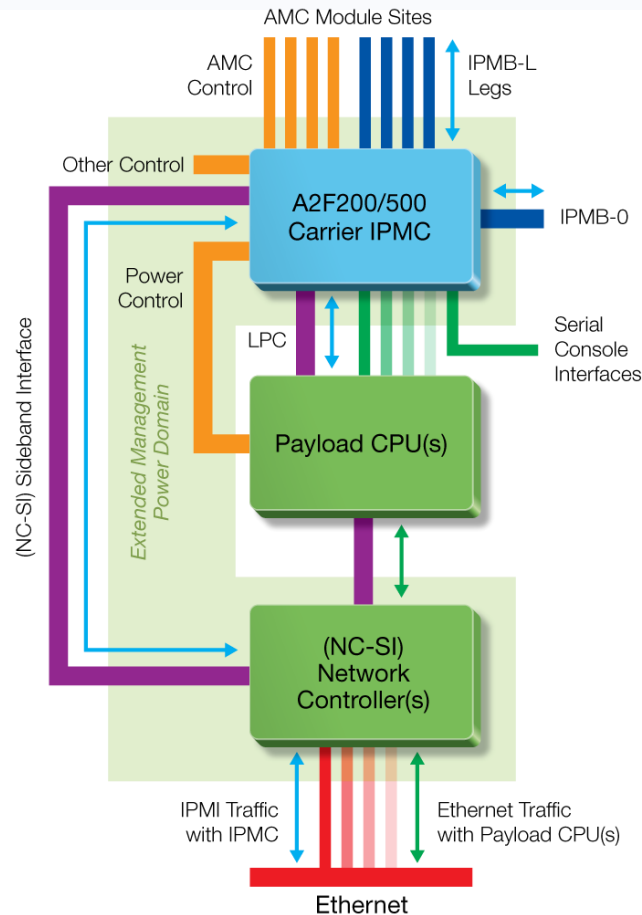 AMC Module Sites
AMC
Control
IPMB-L
Legs
Other Control
A2F200/500
Carrier IPMC
IPMB-0
Power
Control
LPC
Serial
Console
Interfaces
(NC-SI) Sideband Interface
Extended Management
Power Domain
Payload CPU(s)
(NC-SI)
Network
Controller(s)
IPMI Traffic
with IPMC
Ethernet Traffic
with Payload CPU(s)
Ethernet